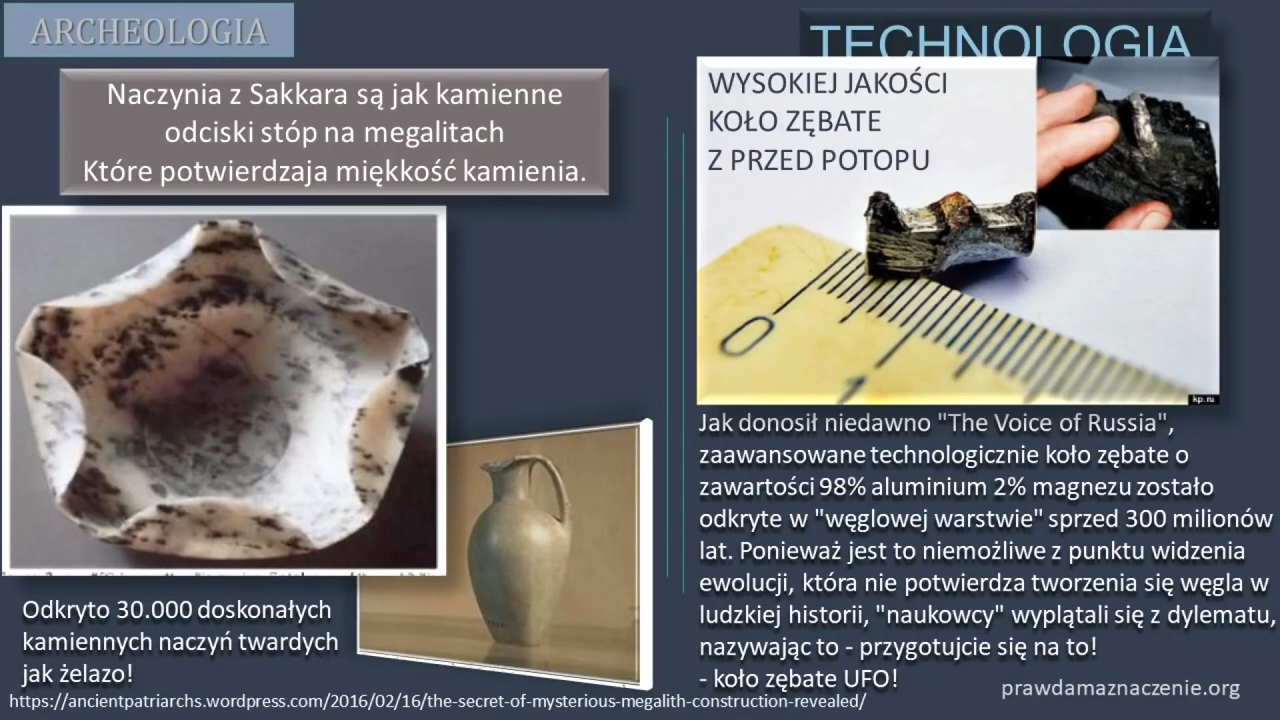 ARCHEOLOGIA
Naczynia z Sakkara są jak kamienne
odciski stóp na megalitach
Które potwierdzaja miękkość kamienia.
Odkryto 30.000 doskonałych
kamiennych naczyń twardych
jak żelazo!
TECHNOLOGIA
WYSOKIEJ JAKOŚCI
KOŁO ZĘBATE
Z PRZED POTOPU
0
1
kp.ru
Jak donosił niedawno "The Voice of Russia",
zaawansowane technologicznie koło zębate o
zawartości 98% aluminium 2% magnezu zostało
odkryte w "węglowej warstwie" sprzed 300 milionów
lat. Ponieważ jest to niemożliwe z punktu widzenia
ewolucji, która nie potwierdza tworzenia się węgla w
ludzkiej historii, "naukowcy" wyplątali się z dylematu,
nazywając to - przygotujcie się na to!
- koło zębate UFO!
https://ancientpatriarchs.wordpress.com/2016/02/16/the-secret-of-mysterious-megalith-construction-revealed/
prawdamaznaczenie.org